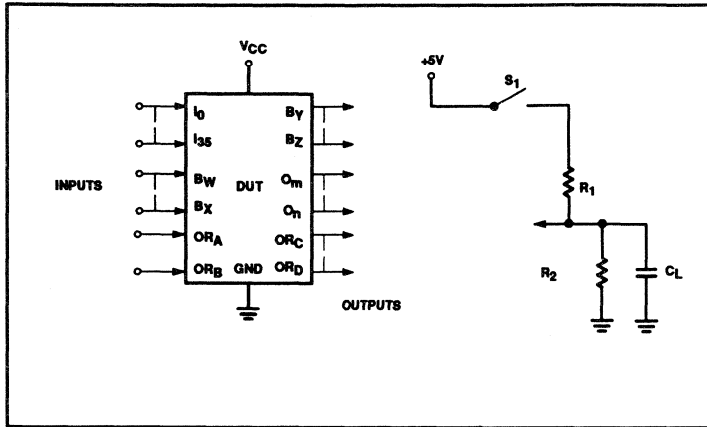 VCC
+5V
S1
I0
BY
I35
BZ
INPUTS
BW
DUT
Om
R1
BX
On
ORA
ORC
ORB
GND
ORD
R2
CL
OUTPUTS